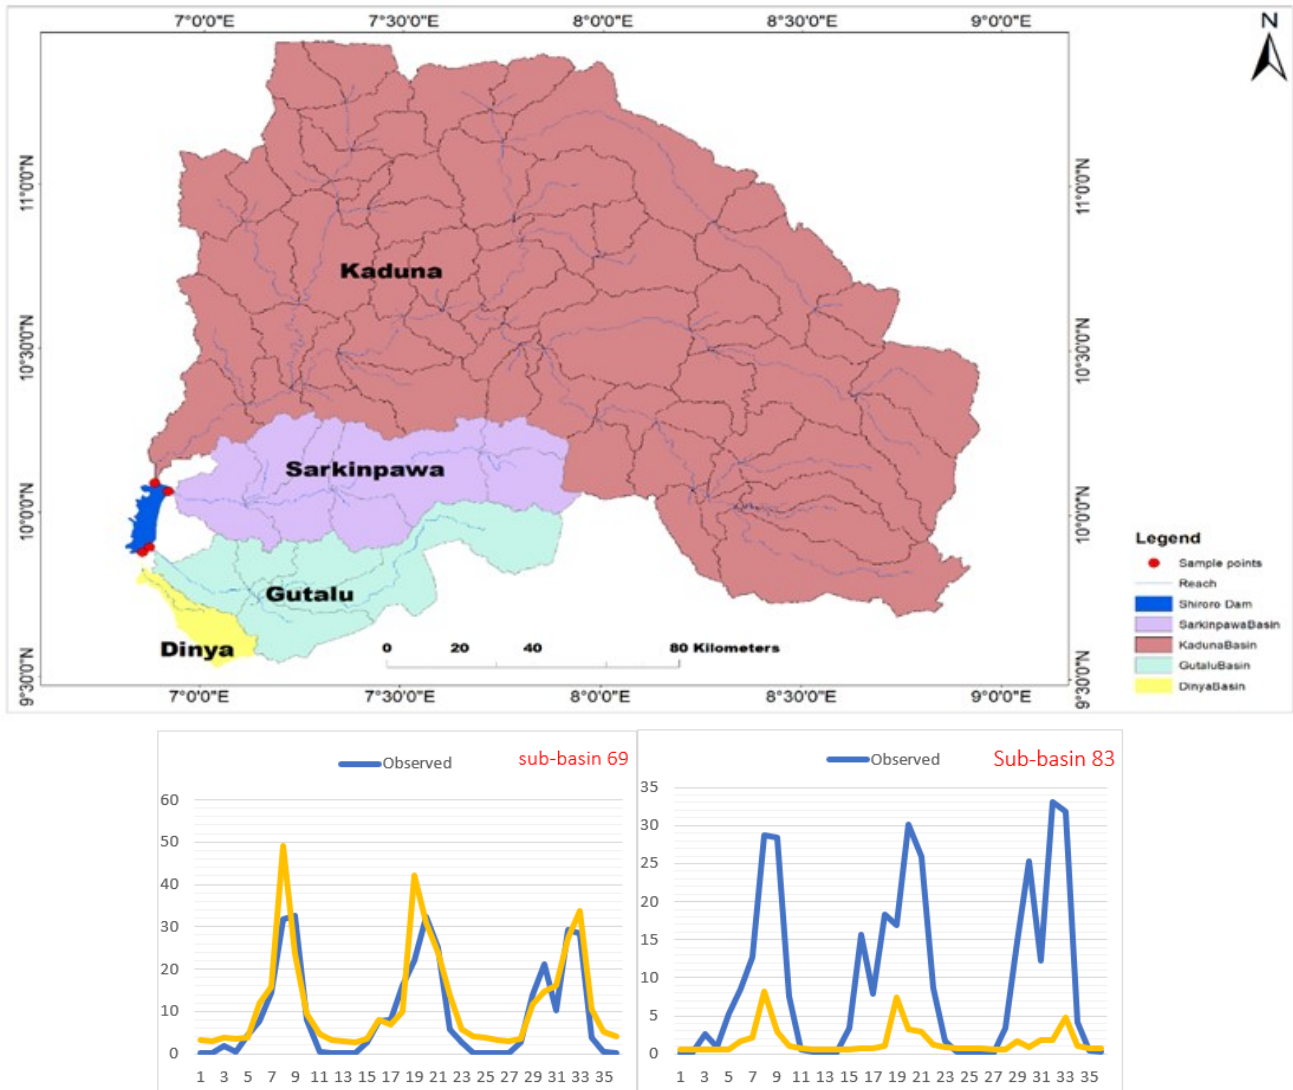 7°0'0"E 7°30'0"E 8°0'0"E 8°30'0"E 9°0'0"E
N
11°0'0"N
10°30'0"N
10°0'0"N
9°30'0"N
11°0'0"N
10°30'0"N
10°0'0"N
9°30'0"N
Kaduna
Sarkinpawa
Gutalu
Dinya
0 20 40 80 Kilometers
Legend
Sample points
Reach
Shiroro Dam
SarkinpawaBasin
KadunaBasin
GutaluBasin
DinyaBasin
7°0'0"E 7°30'0"E 8°0'0"E 8°30'0"E 9°0'0"E
Observed sub-basin 69
60
50
40
30
20
10
0
1 3 5 7 9 11 13 15 17 19 21 23 25 27 29 31 33 35
Observed Sub-basin 83
35
30
25
20
15
10
5
0
1 3 5 7 9 11 13 15 17 19 21 23 25 27 29 31 33 35